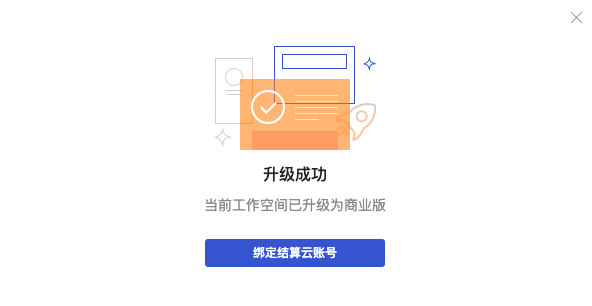 升级成功
当前工作空间已升级为商业版
绑定结算云账号